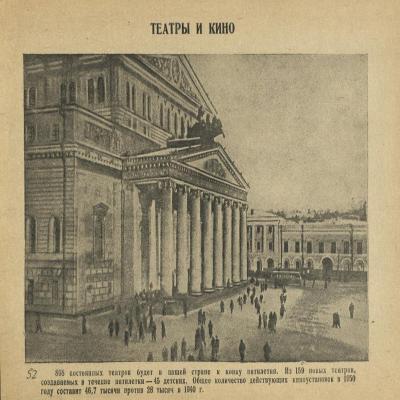 ТЕАТРЫ И КИНО
52
898 постоянных театров будет в нашей стране к концу пятилетки. Из 159 новых театров,
создаваемых в течение пятилетки — 45 детских. Общее количество действующих киноустановок в 1950
году составит 46,7 тысячи против 28 тысяч в 1940 г.